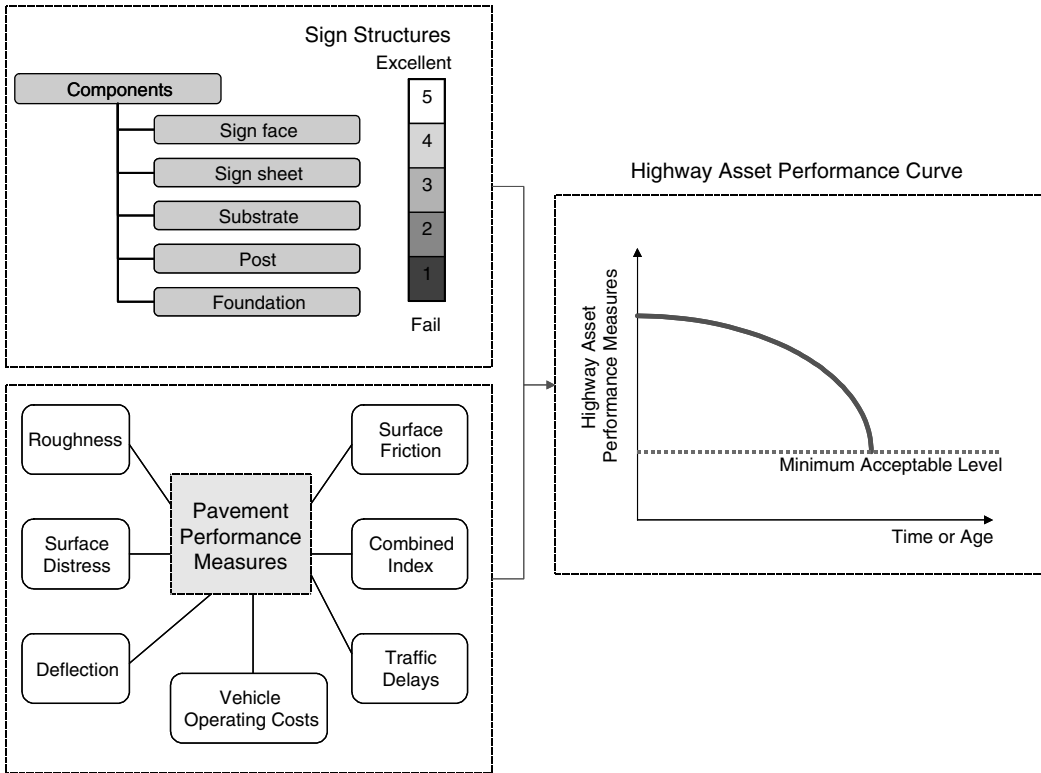 Sign Structures
Excellent
Components
Sign face
Sign sheet
Substrate
Post
Foundation
5
4
3
2
1
Fail
Roughness
Surface
Distress
Deflection
Pavement
Performance
Measures
Vehicle
Operating Costs
Surface
Friction
Combined
Index
Traffic
Delays
Highway Asset Performance Curve
Highway Asset
Performance Measures
Minimum Acceptable Level
Time or Age